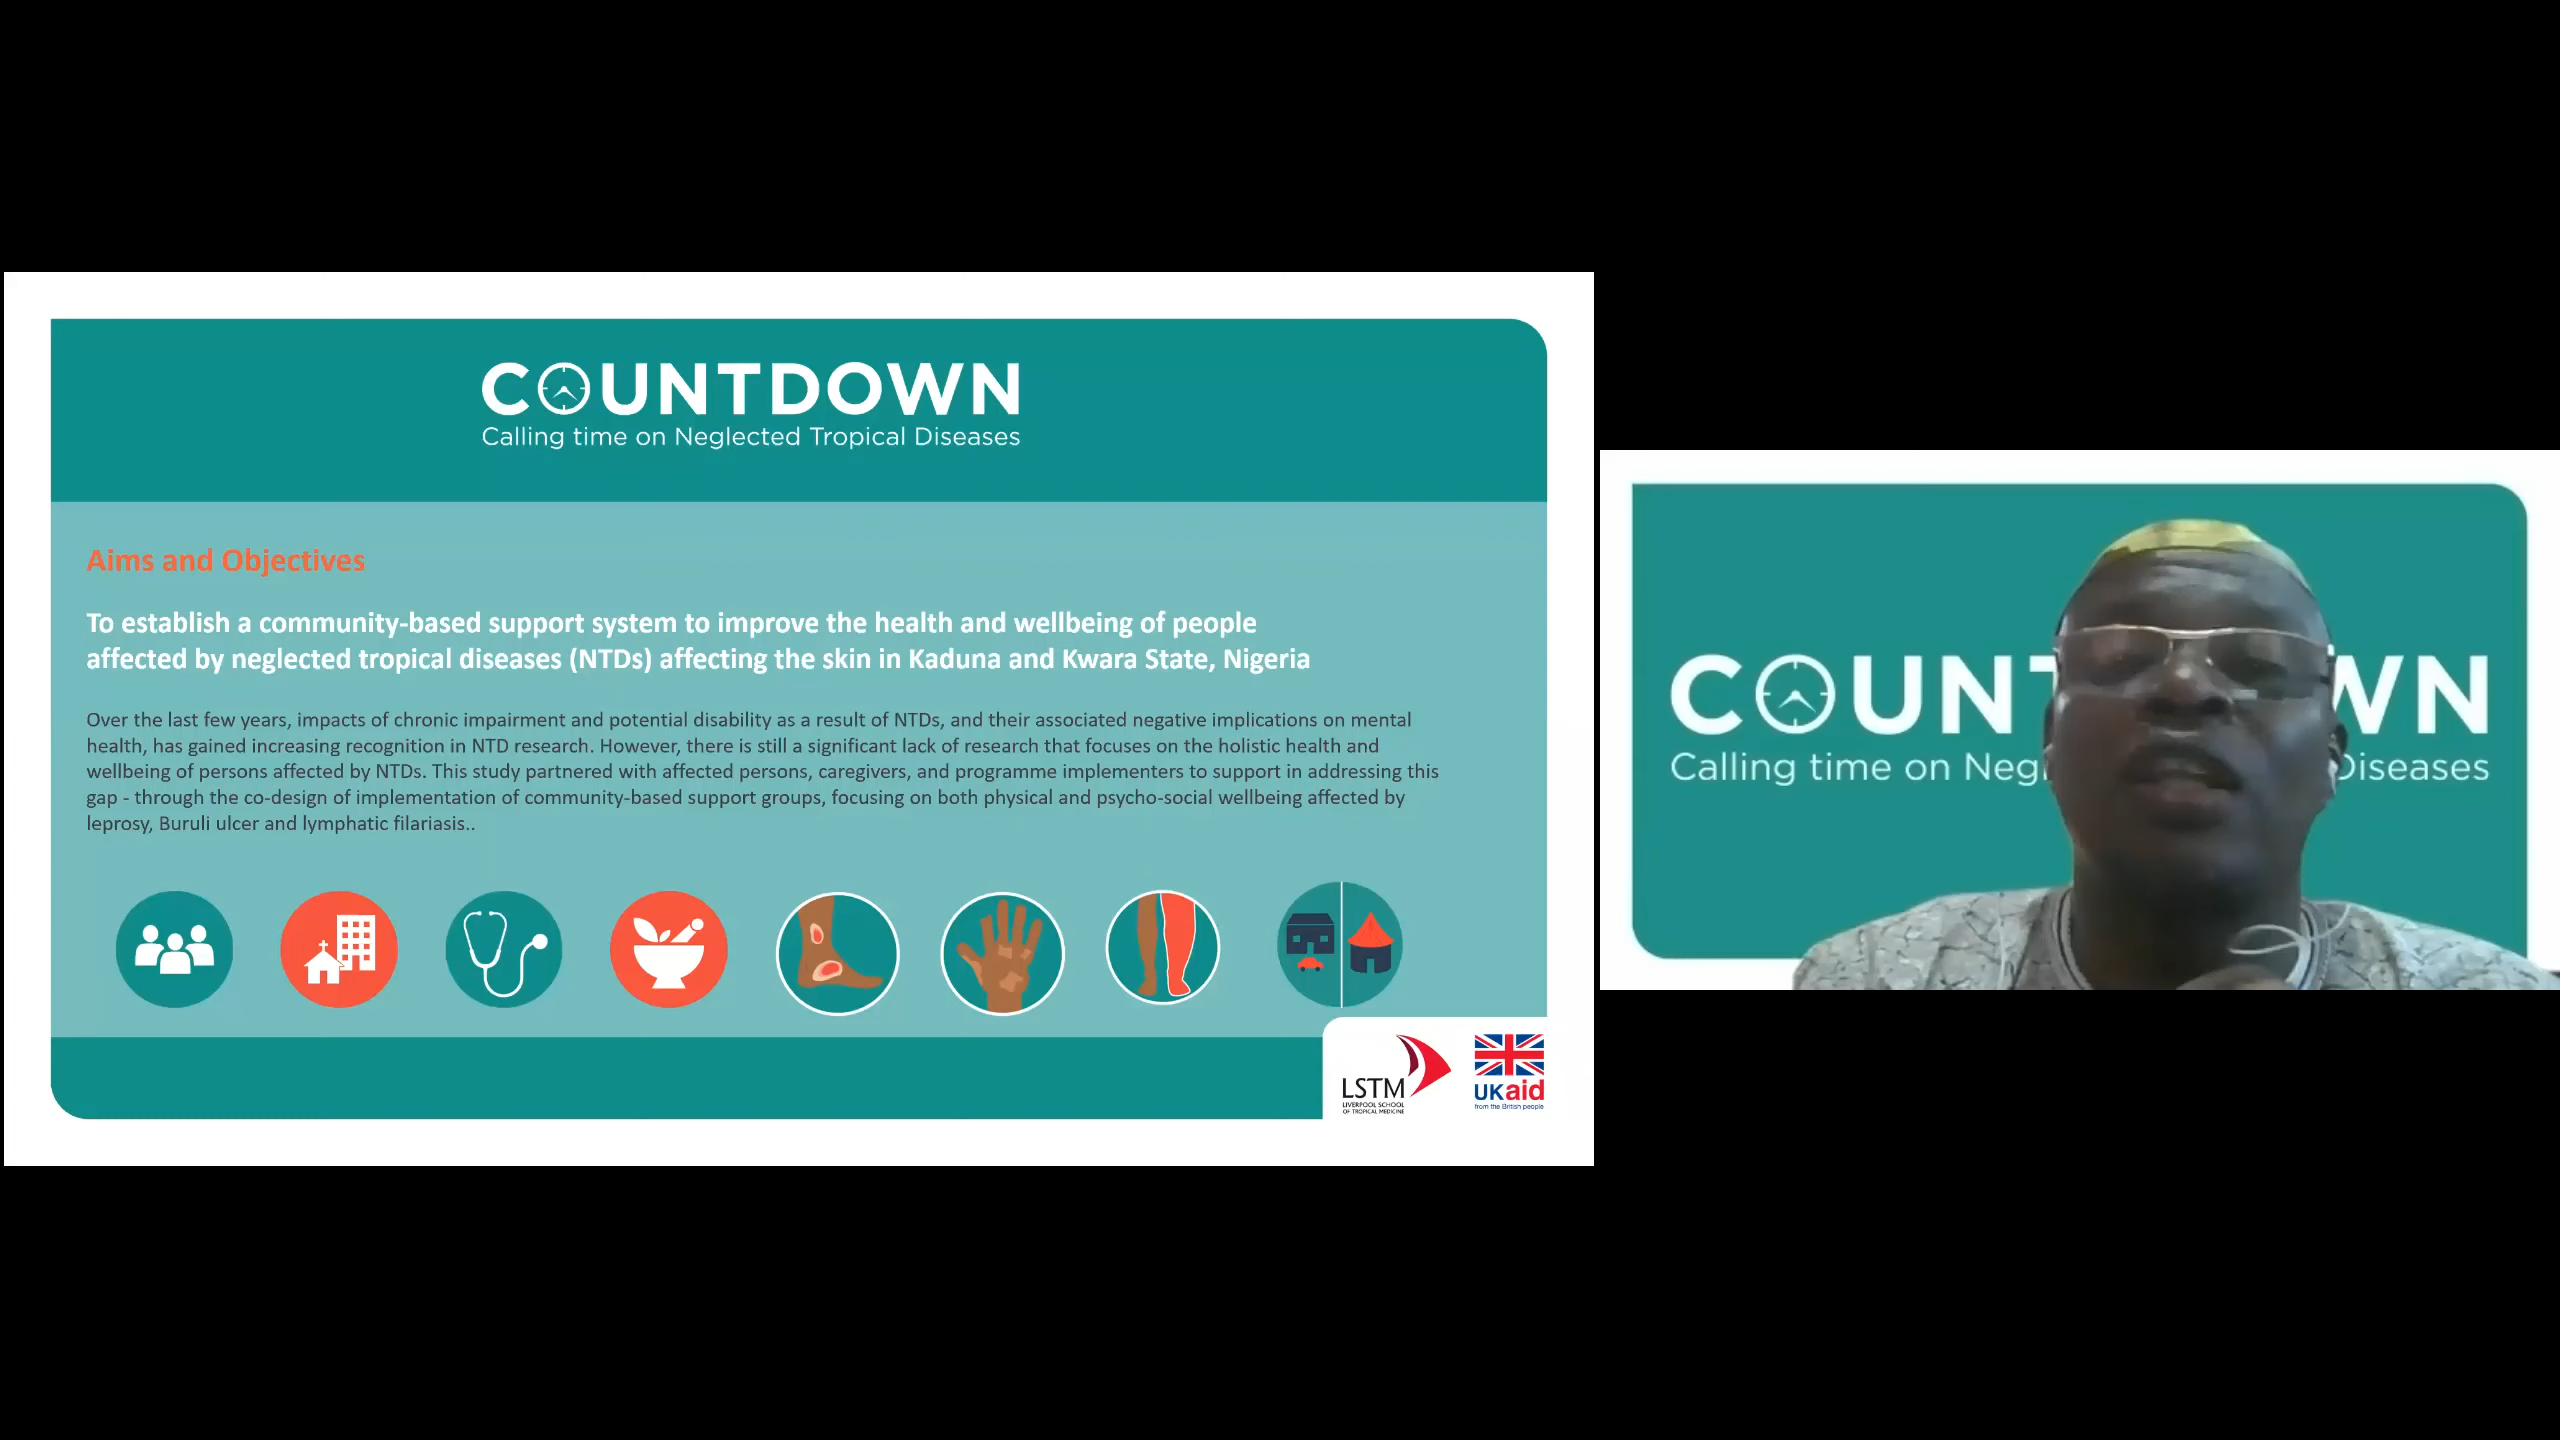 COUNTDOWN
Calling time on Neglected Tropical Diseases
Aims and Objectives
To establish a community-based support system to improve the health and wellbeing of people
affected by neglected tropical diseases (NTDs) affecting the skin in Kaduna and Kwara State, Nigeria
Over the last few years, impacts of chronic impairment and potential disability as a result of NTDs, and their associated negative implications on mental
health, has gained increasing recognition in NTD research. However, there is still a significant lack of research that focuses on the holistic health and
wellbeing of persons affected by NTDs. This study partnered with affected persons, caregivers, and programme implementers to support in addressing this
gap - through the co-design of implementation of community-based support groups, focusing on both physical and psycho-social wellbeing affected by
leprosy, Buruli ulcer and lymphatic filariasis..
LSTM
LIVERPOOL SCHOOL
OF TROPICAL MEDICINE
UKaid
from the British people
COUNT WN
Calling time on Negl Diseases